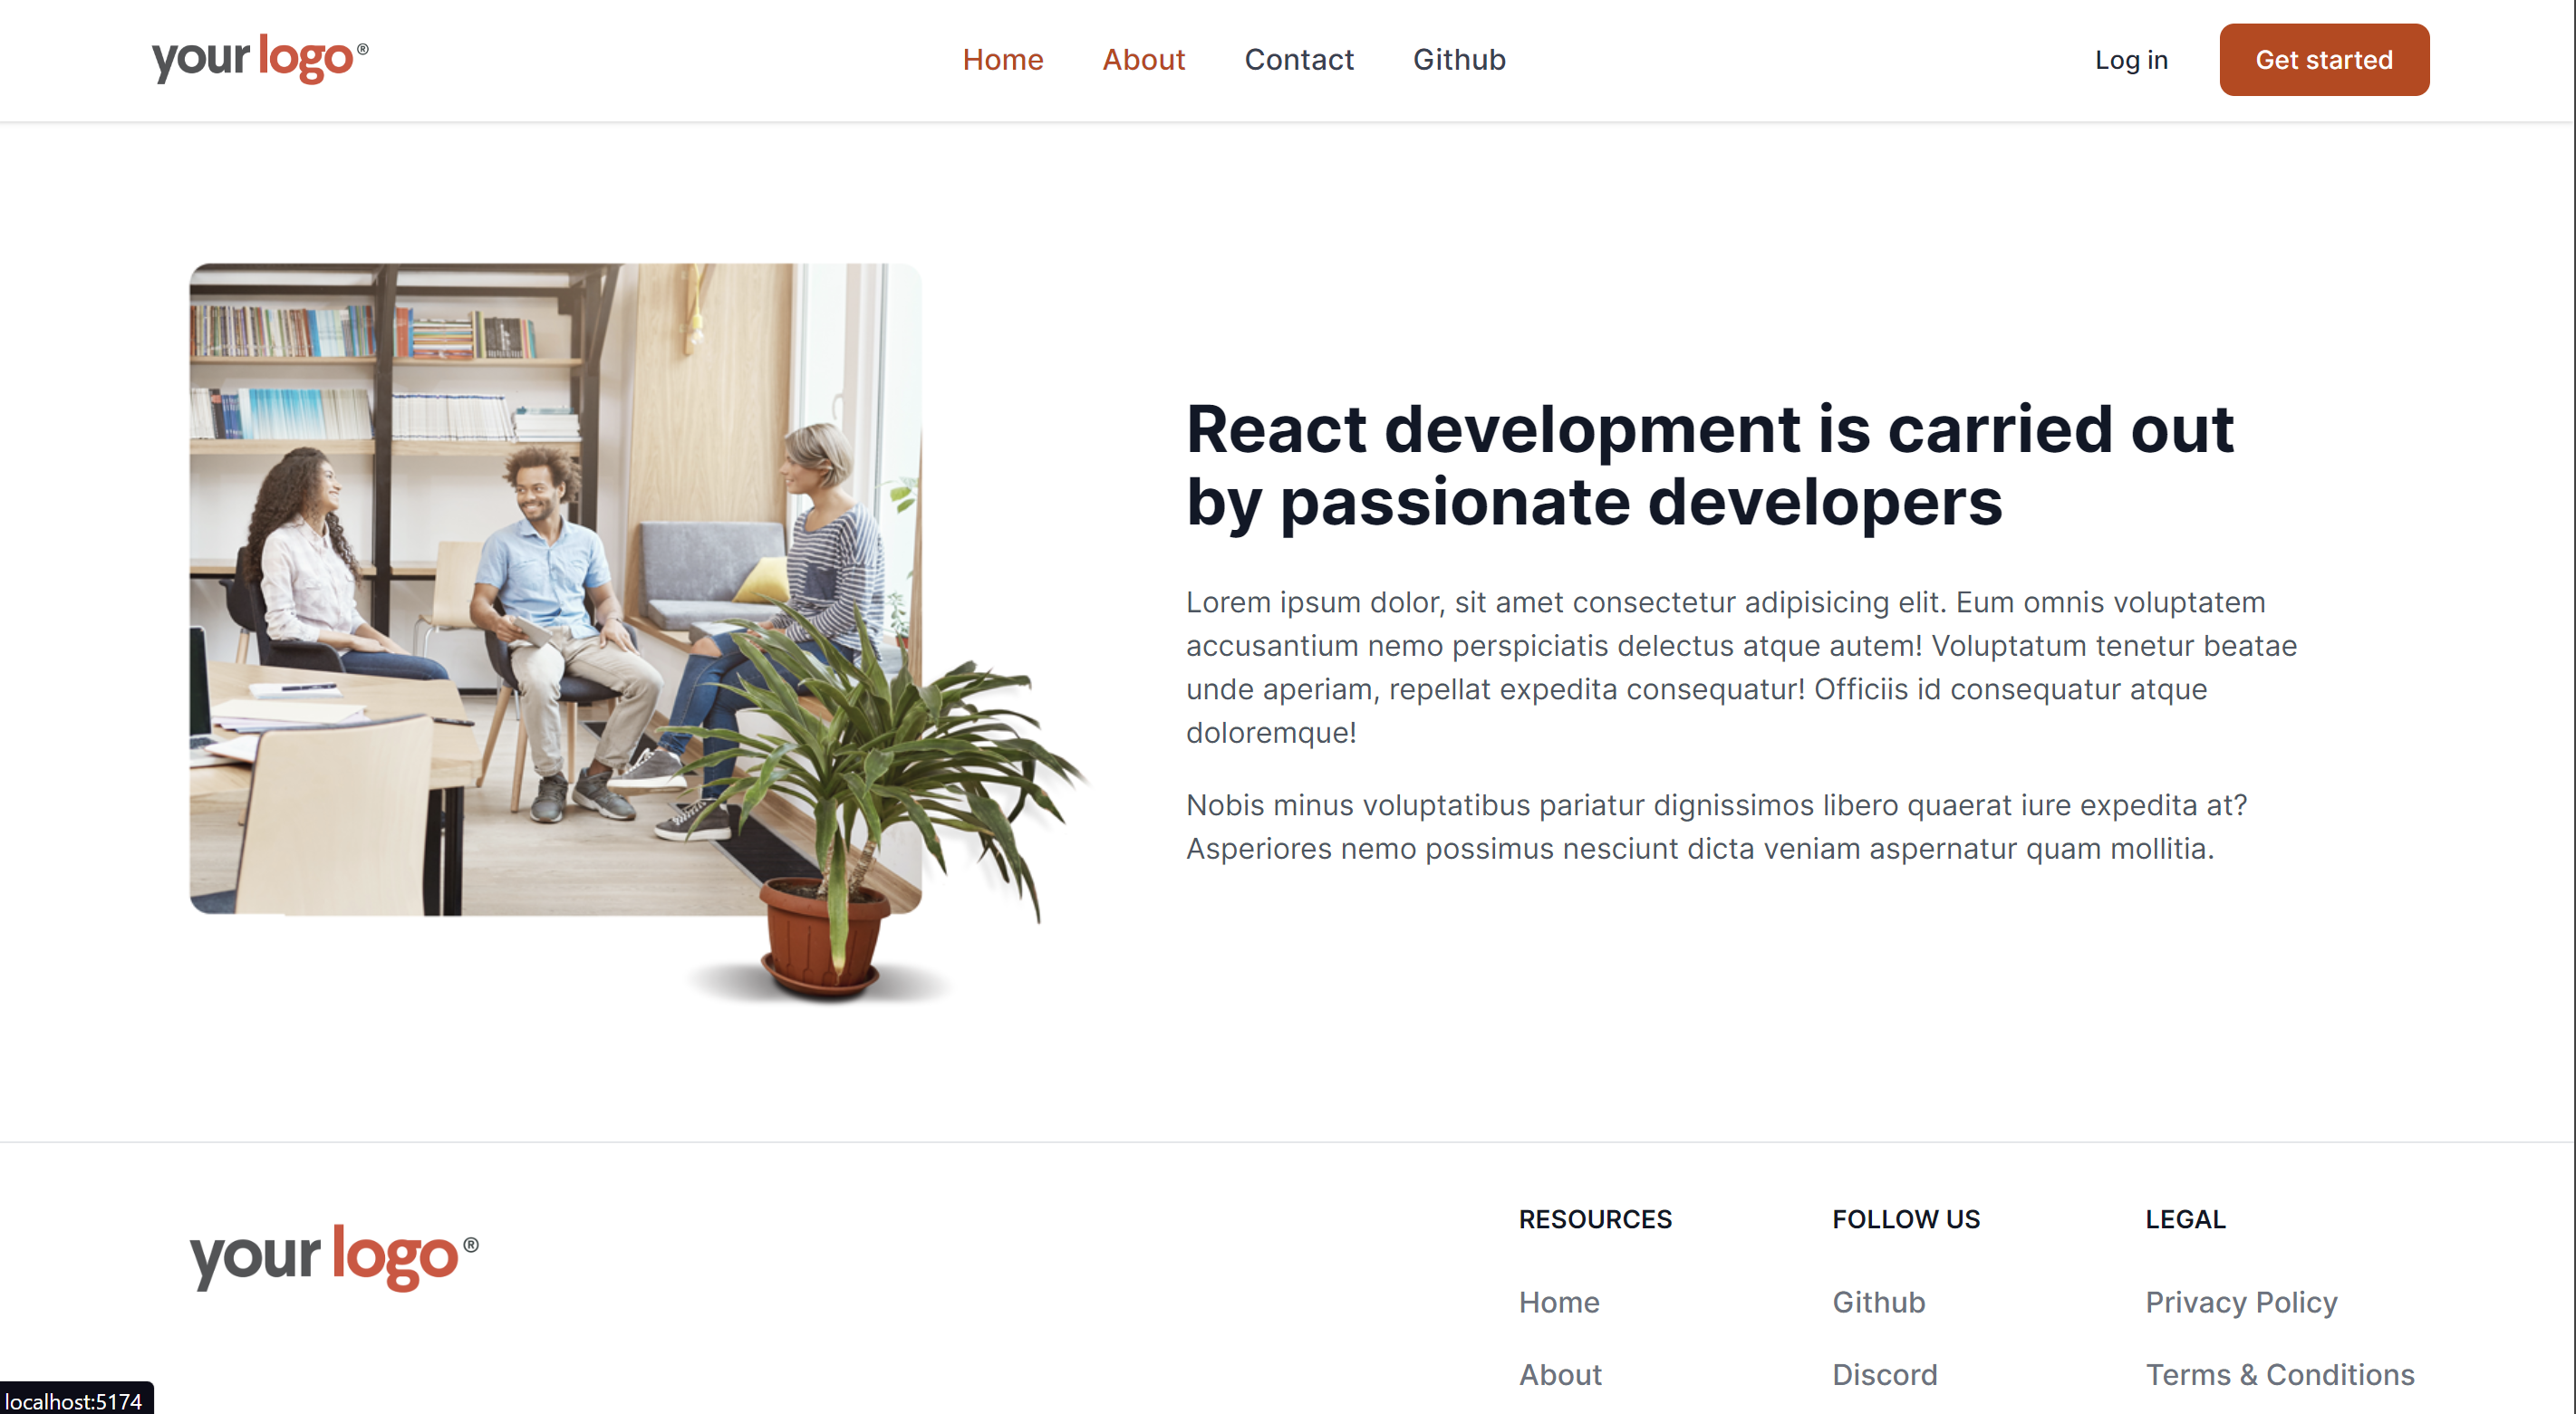 yourlogo®
Home About Contact Github
Log in Get started
React development is carried out
by passionate developers
Lorem ipsum dolor, sit amet consectetur adipisicing elit. Eum omnis voluptatem
accusantium nemo perspiciatis delectus atque autem! Voluptatum tenetur beatae
unde aperiam, repellat expedita consequatur! Officiis id consequatur atque
doloremque!
Nobis minus voluptatibus pariatur dignissimos libero quaerat iure expedita at?
Asperiores nemo possimus nesciunt dicta veniam aspernatur quam mollitia.
yourlogo®
RESOURCES FOLLOW US LEGAL
Home Github Privacy Policy
About Discord Terms & Conditions
localhost:5174